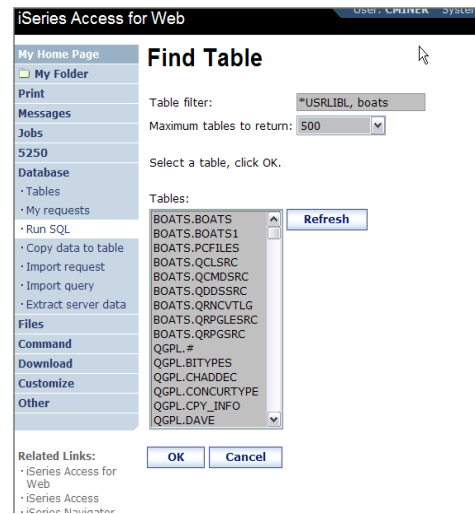 iSeries Access for Web
User: CMINER System
My Home Page
My Folder
Print
Messages
Jobs
5250
Database
· Tables
· My requests
· Run SQL
· Copy data to table
· Import request
· Import query
· Extract server data
Files
Command
Download
Customize
Other
Related Links:
· iSeries Access for
Web
· iSeries Access
· iSeries Navigator
Find Table
Table filter: *USRLIBL, boats
Maximum tables to return: 500
Select a table, click OK.
Tables:
BOATS.BOATS
BOATS.BOATS1
BOATS.PCFILES
BOATS.QCLSRC
BOATS.QCMDSRC
BOATS.QDDSSRC
BOATS.QRNCVTLG
BOATS.QRPGLESRC
BOATS.QRPGSRC
QGPL.#
QGPL.BITYPES
QGPL.CHADDEC
QGPL.CONCURTYPE
QGPL.CPY_INFO
QGPL.DAVE
Refresh
OK Cancel